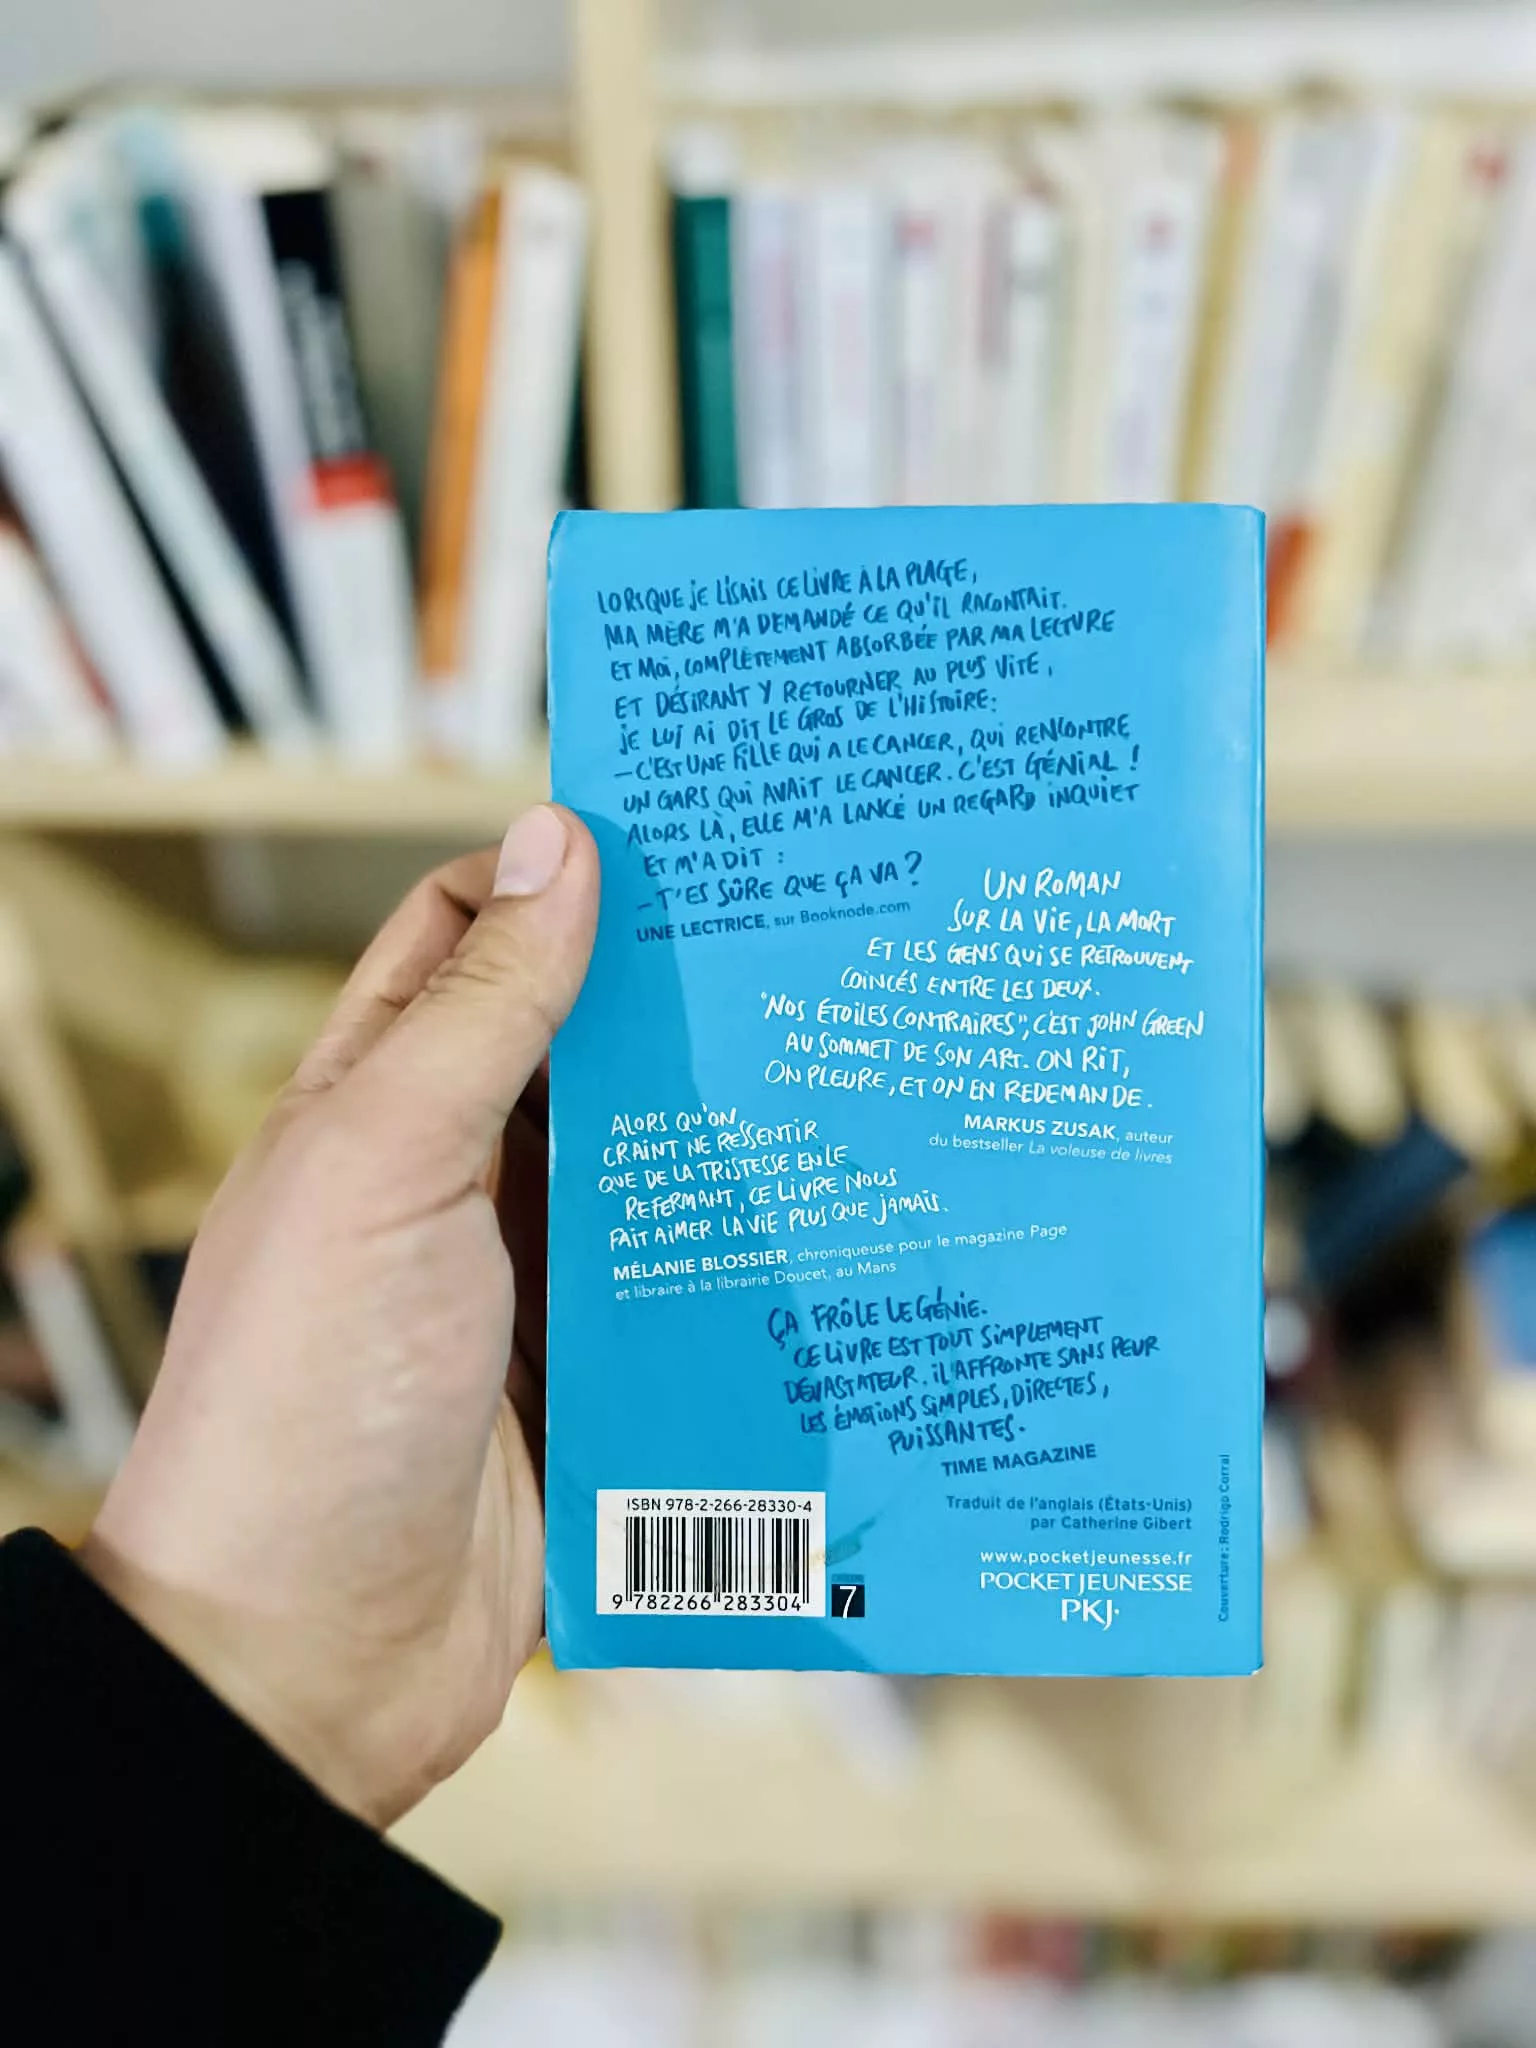 LORSQUE JE LISAIS CE LIVRE À LA PLAGE,
MA MÈRE M'A DEMANDÉ CE QU'IL RACONTAIT.
ET MOI, COMPLÈTEMENT ABSORBÉE PAR MA LECTURE
ET DÉSIRANT Y RETOURNER AU PLUS VITE,
JE LUI AI DIT LE GROS DE L'HISTOIRE:
– C'EST UNE FILLE QUI A LE CANCER, QUI RENCONTRE
UN GARS QUI AVAIT LE CANCER. C'EST GÉNIAL !
ALORS LÀ, ELLE M'A LANCÉ UN REGARD INQUIET
ET M'A DIT :
– T'ES SÛRE QUE ÇA VA ?
UNE LECTRICE, sur Booknode.com
UN ROMAN
SUR LA VIE, LA MORT
ET LES GENS QUI SE RETROUVENT
COINCÉS ENTRE LES DEUX.
"NOS ÉTOILES CONTRAIRES", C'EST JOHN GREEN
AU SOMMET DE SON ART. ON RIT,
ON PLEURE, ET ON EN REDEMANDE.
MARKUS ZUSAK, auteur
du bestseller La voleuse de livres
ALORS QU'ON
CRAINT NE RESSENTIR
QUE DE LA TRISTESSE EN LE
REFERMANT, CE LIVRE NOUS
FAIT AIMER LA VIE PLUS QUE JAMAIS.
MÉLANIE BLOSSIER, chroniqueuse pour le magazine Page
et libraire à la librairie Doucet, au Mans
ÇA FRÔLE LE GÉNIE.
CE LIVRE EST TOUT SIMPLEMENT
DÉVASTATEUR. IL AFFRONTE SANS PEUR
LES ÉMOTIONS SIMPLES, DIRECTES,
PUISSANTES.
TIME MAGAZINE
ISBN 978-2-266-28330-4
9 782266 283304
7
Traduit de l'anglais (États-Unis)
par Catherine Gibert
www.pocketjeunesse.fr
POCKET JEUNESSE
PKJ·
Couverture : Rodrigo Corral